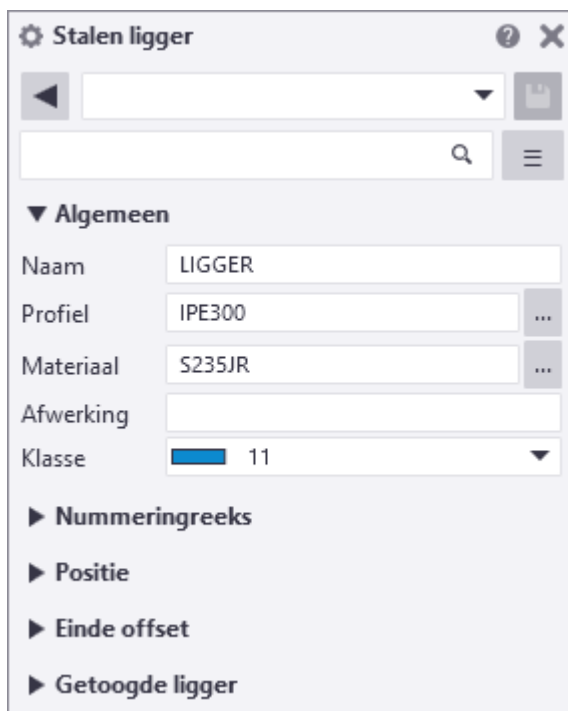 Stalen ligger
Algemeen
Naam LIGGER
Profiel IPE300 ...
Materiaal S235JR ...
Afwerking
Klasse 11
Nummeringreeks
Positie
Einde offset
Getoogde ligger